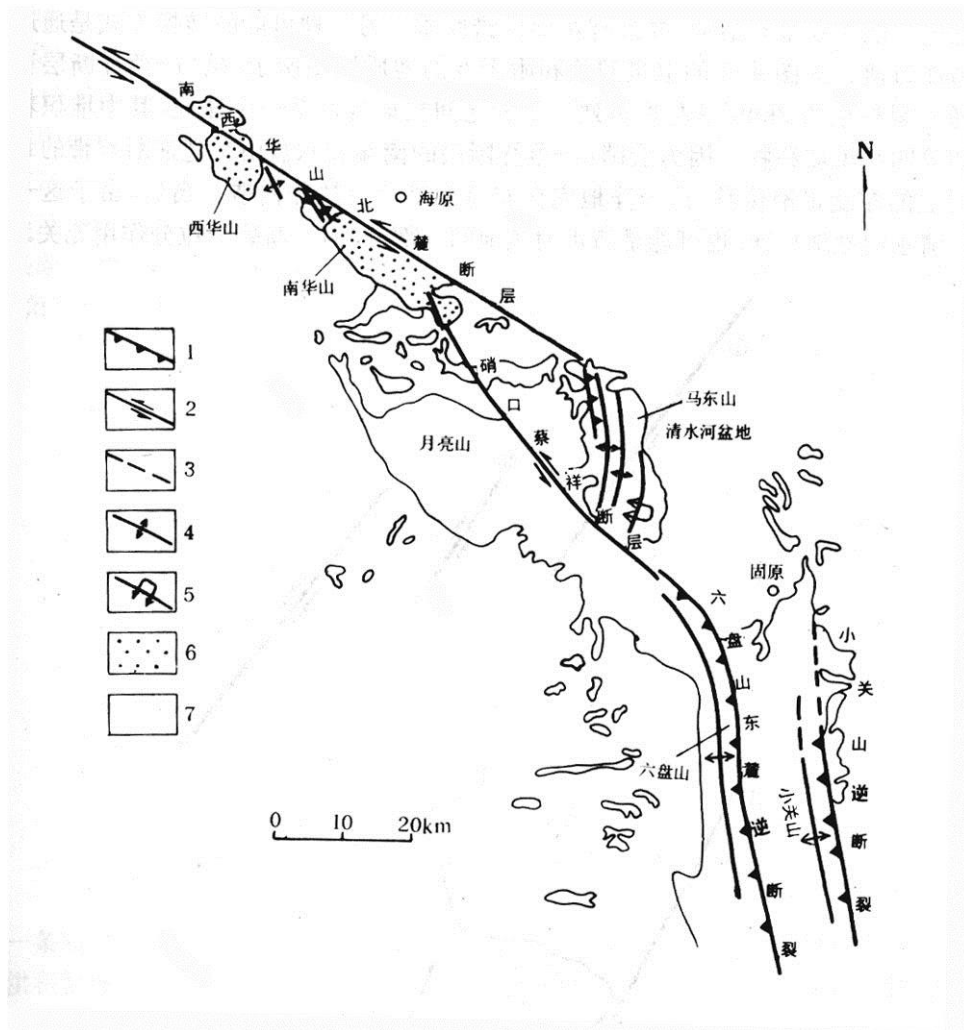 南西华山北麓断层
海原
西华山
南华山
N
1
2
3
4
5
6
7
硝口蔡祥断层
马东山
清水河盆地
月亮山
固原
六盘山东麓逆断裂
小关山逆断裂
六盘山
小关山
0 10 20km